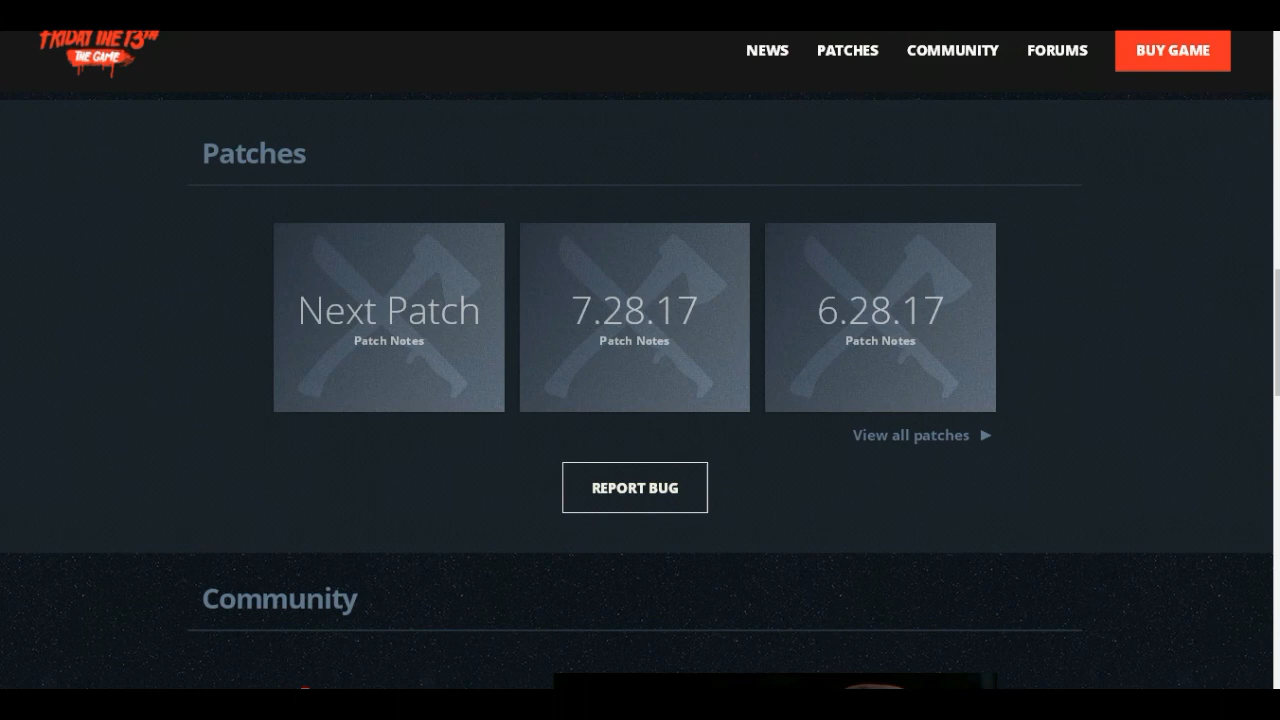 FRIDAY THE 13TH
THE GAME
NEWS PATCHES COMMUNITY FORUMS BUY GAME
Patches
Next Patch 7.28.17 6.28.17
Patch Notes Patch Notes Patch Notes
View all patches
REPORT BUG
Community